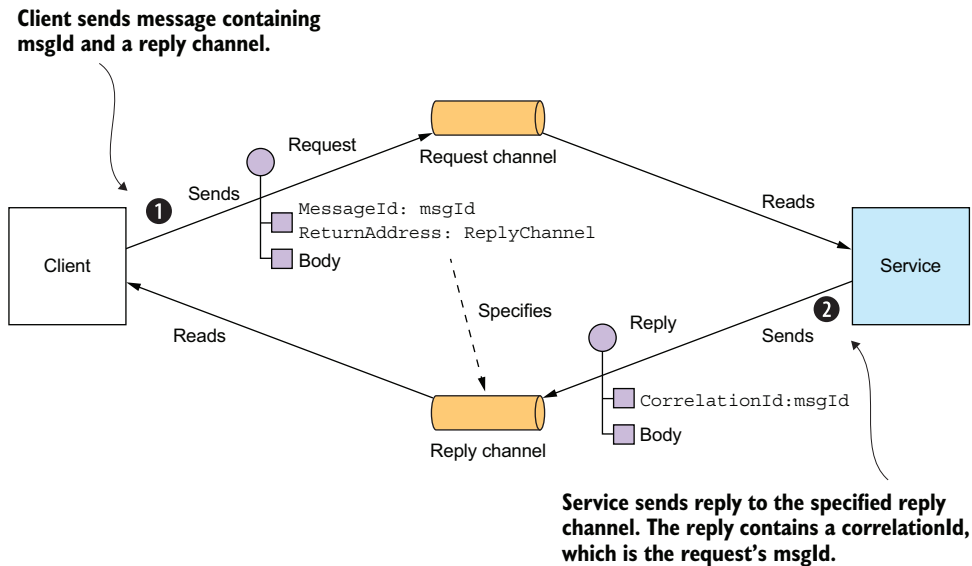 Client sends message containing
msgId and a reply channel.
Request
Request channel
Sends
Reads
1
MessageId: msgId
ReturnAddress: ReplyChannel
Body
Client
Service
Specifies
2
Reply
Reads
Sends
CorrelationId:msgId
Body
Reply channel
Service sends reply to the specified reply
channel. The reply contains a correlationId,
which is the request's msgId.